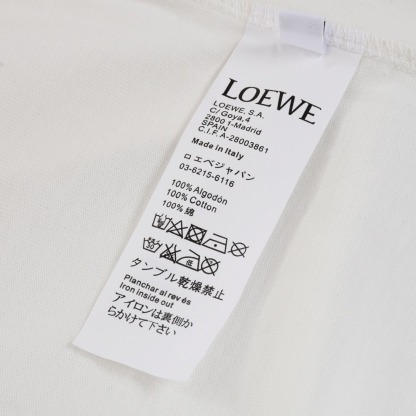 LOEWE
LOEWE, S.A.
C/ Goya,4
2800 1-Madrid
SPAIN
C.I.F. A-28003861
Made in Italy
ロエベジャパン
03-6215-6116
100% Algodón
100% Cotton
100% 綿
タンブル乾燥禁止
Planchar al revés
Iron inside out
アイロンは裏側か
らかけて下さい